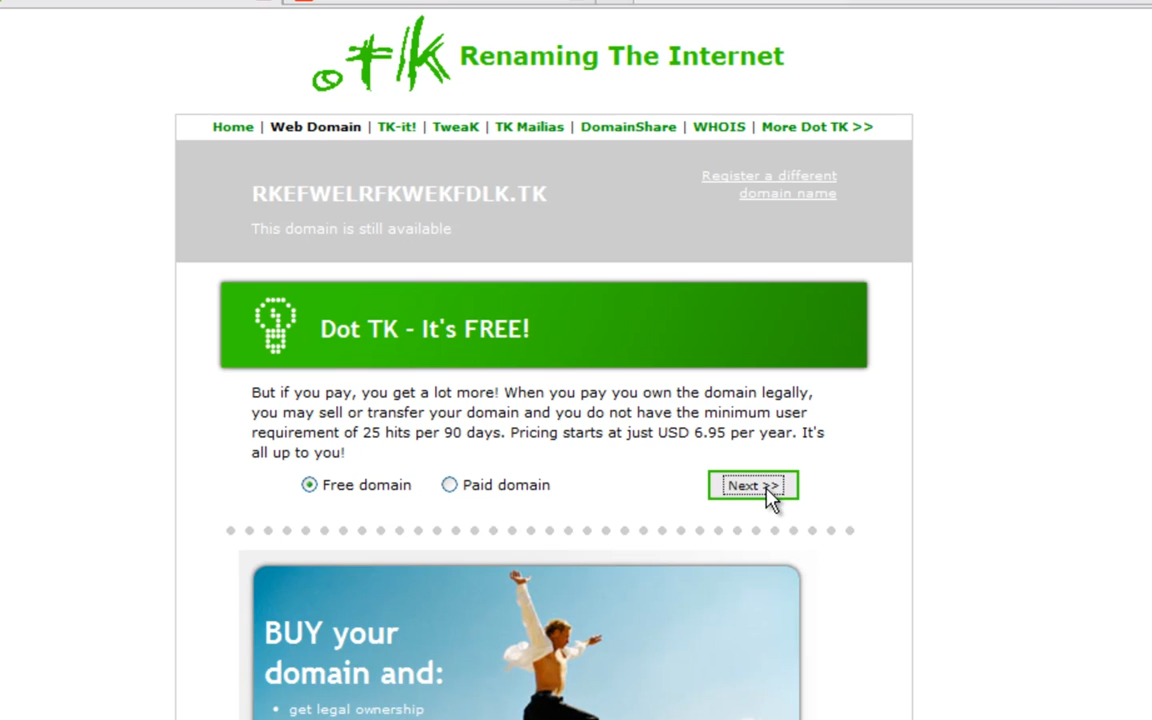 .tk Renaming The Internet
Home | Web Domain | TK-it! | TweaK | TK Mailias | DomainShare | WHOIS | More Dot TK >>
RKEFWELRFKWEKFDLK.TK
Register a different
domain name
This domain is still available
Dot TK - It's FREE!
But if you pay, you get a lot more! When you pay you own the domain legally,
you may sell or transfer your domain and you do not have the minimum user
requirement of 25 hits per 90 days. Pricing starts at just USD 6.95 per year. It's
all up to you!
Free domain Paid domain Next >>
BUY your
domain and:
• get legal ownership